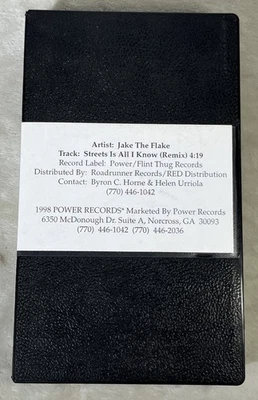 Artist: Jake The Flake
Track: Streets Is All I Know (Remix) 4:19
Record Label: Power/Flint Thug Records
Distributed By: Roadrunner Records/RED Distribution
Contact: Byron C. Horne & Helen Urriola
(770) 446-1042
1998 POWER RECORDS® Marketed By Power Records
6350 McDonough Dr. Suite A, Norcross, GA 30093
(770) 446-1042 (770) 446-2036